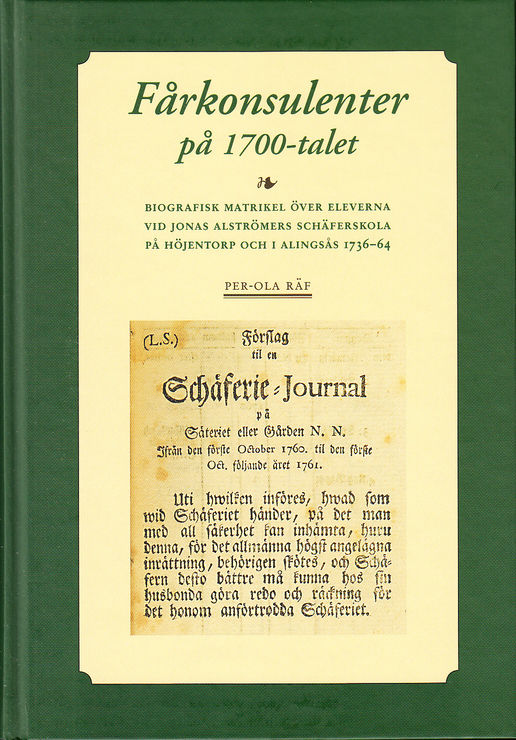 Fårkonsulenter
på 1700-talet
BIOGRAFISK MATRIKEL ÖVER ELEVERNA
VID JONAS ALSTRÖMERS SCHÄFERSKOLA
PÅ HÖJENTORP OCH I ALINGSÅS 1736–64
PER-OLA RÄF
(L.S.) Förslag
til en
Schäferie-Journal
på
Säteriet eller Gården N. N.
Ifrån den förste October 1760. til den förste
Oct. följande året 1761.
Uti hwilken införes, hwad som
wid Schäferiet händer, på det man
med all säkerhet kan inhämta, huru
denna, för det allmänna högst angelägna
inrättning, behörigen skötes, och Schä-
fern desto bättre må kunna hos sin
husbonda göra redo och räckning för
det honom anförtrodda Schäferiet.